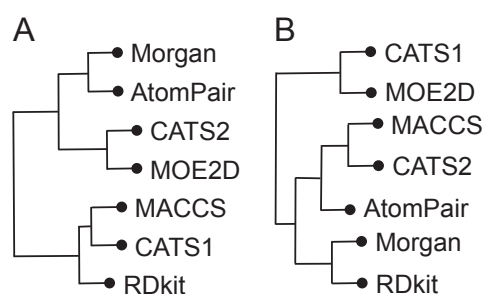 A
Morgan
AtomPair
CATS2
MOE2D
MACCS
CATS1
RDkit
B
CATS1
MOE2D
MACCS
CATS2
AtomPair
Morgan
RDkit